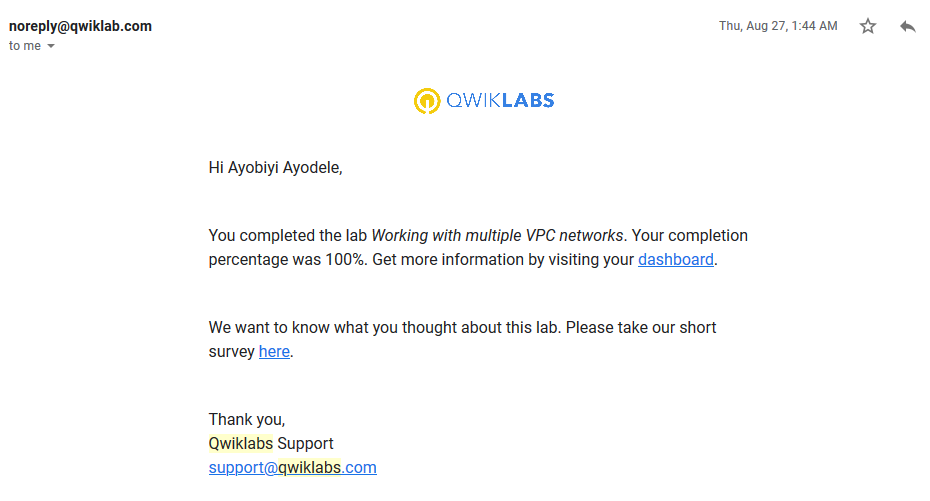 noreply@qwiklab.com
Thu, Aug 27, 1:44 AM
to me
QWIKLABS
Hi Ayobiyi Ayodele,
You completed the lab Working with multiple VPC networks. Your completion
percentage was 100%. Get more information by visiting your dashboard.
We want to know what you thought about this lab. Please take our short
survey here.
Thank you,
Qwiklabs Support
support@qwiklabs.com